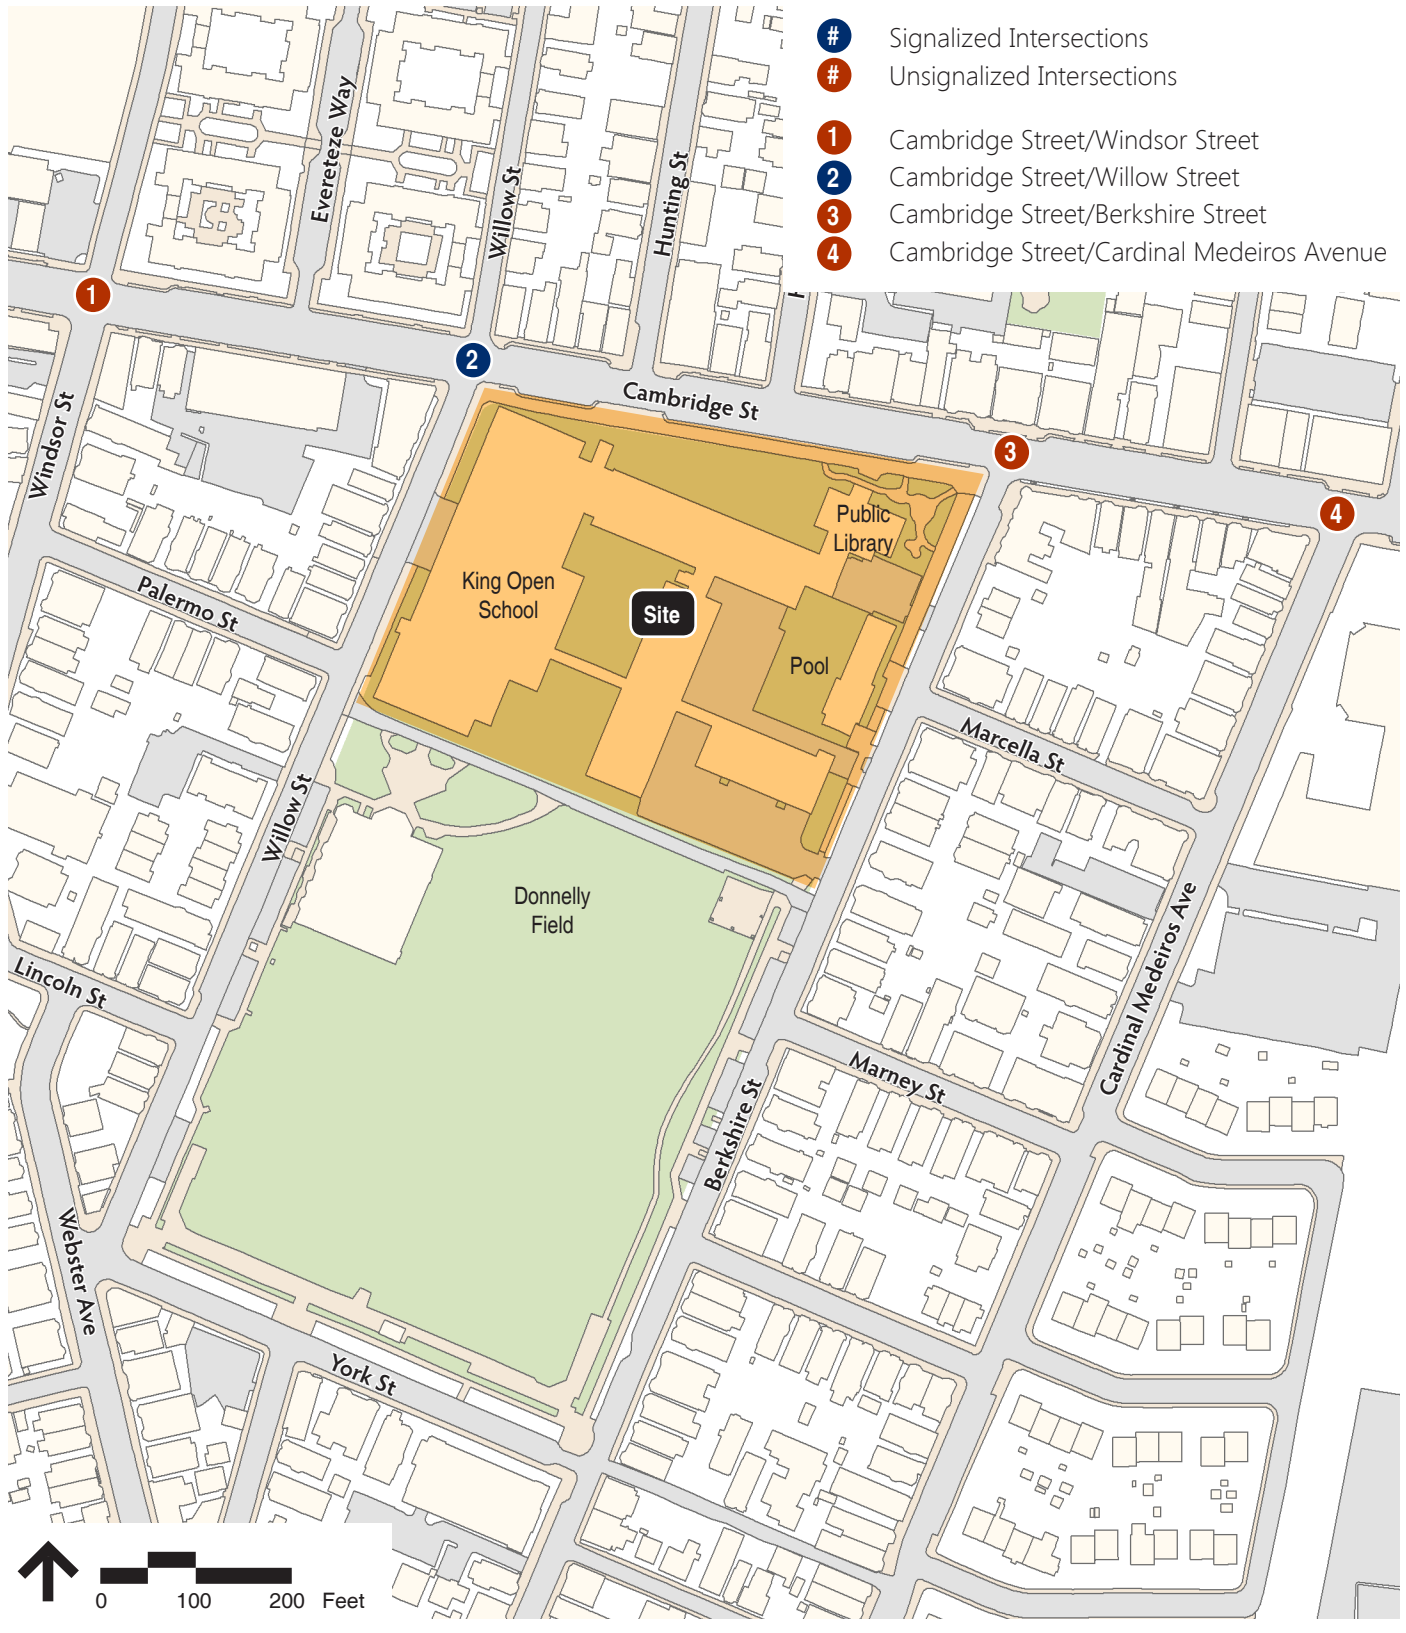 # Signalized Intersections
# Unsignalized Intersections
1 Cambridge Street/Windsor Street
2 Cambridge Street/Willow Street
3 Cambridge Street/Berkshire Street
4 Cambridge Street/Cardinal Medeiros Avenue
Evereteze Way
Willow St
Hunting St
1
2
Cambridge St
3
4
Windsor St
Public
Library
King Open
School
Site
Pool
Palermo St
Marcella St
Willow St
Donnelly
Field
Cardinal Medeiros Ave
Lincoln St
Marney St
Berkshire St
Webster Ave
York St
0 100 200 Feet